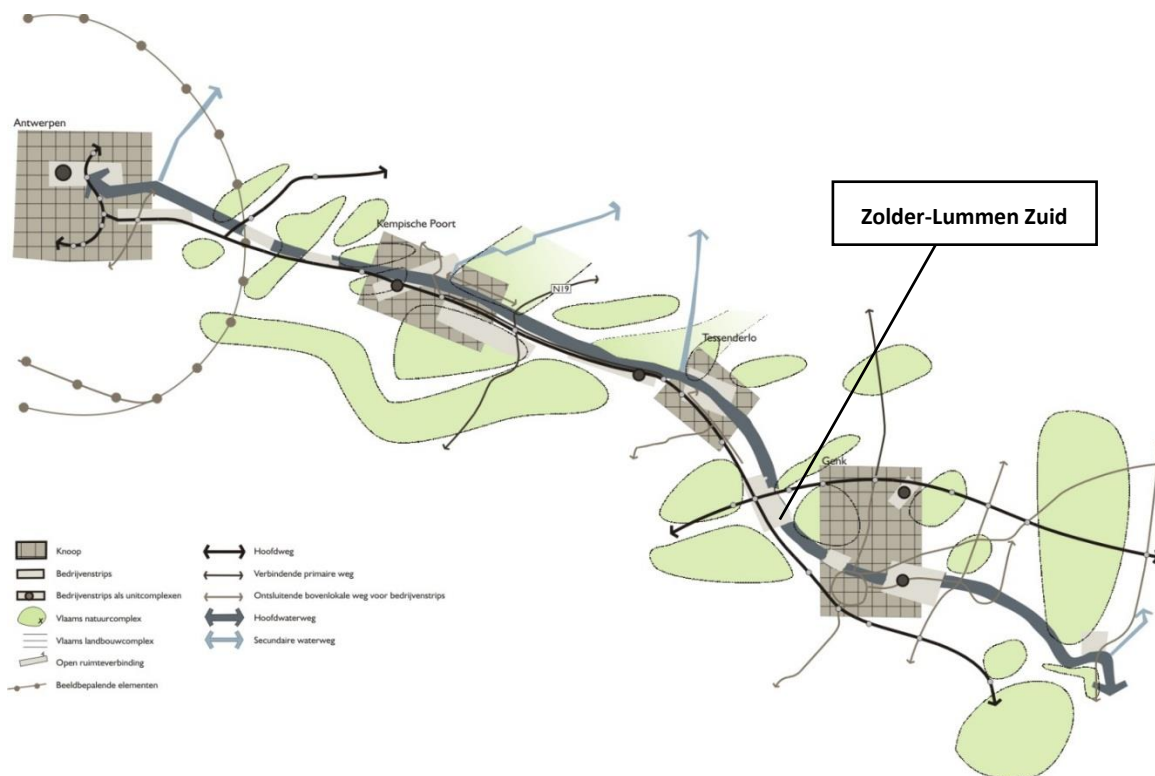 Antwerpen
Zolder-Lummen Zuid
Kempische Poort
N19
Tessenderlo
Genk
Knoop
Bedrijvenstrips
Bedrijvenstrips als unitcomplexen
x
Vlaams natuurcomplex
Vlaams landbouwcomplex
Open ruimteverbinding
Beeldbepalende elementen
Hoofdweg
Verbindende primaire weg
Ontsluitende bovenlokale weg voor bedrijvenstrips
Hoofdwaterweg
Secundaire waterweg